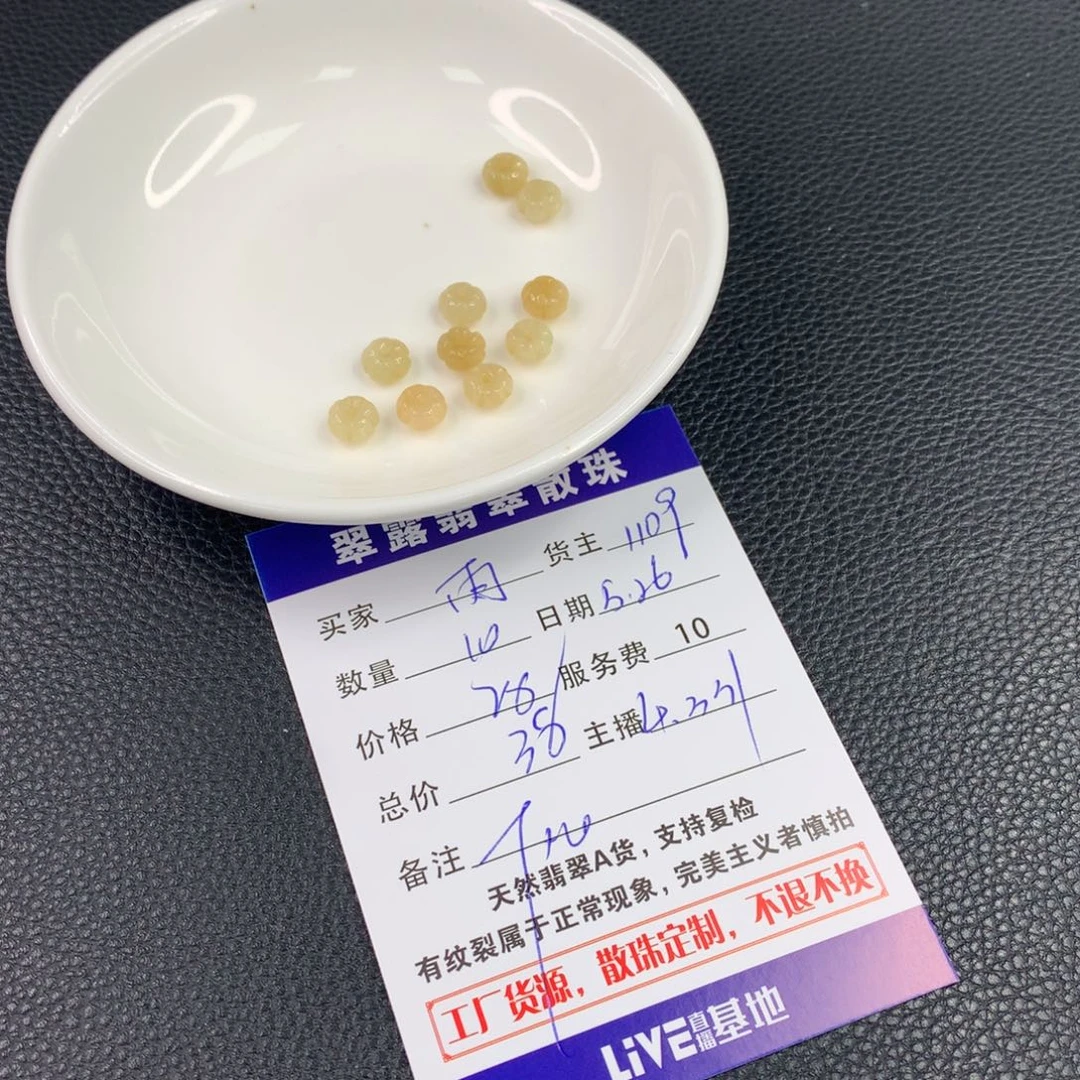 翠露翡翠散珠
买家 雨 货主 1109
数量 10 日期 5.26
价格 28 服务费 10
总价 38 主播
备注
天然翡翠A货，支持复检
有纹裂属于正常现象，完美主义者慎拍
工厂货源，散珠定制，不退不换
LiVE直播基地